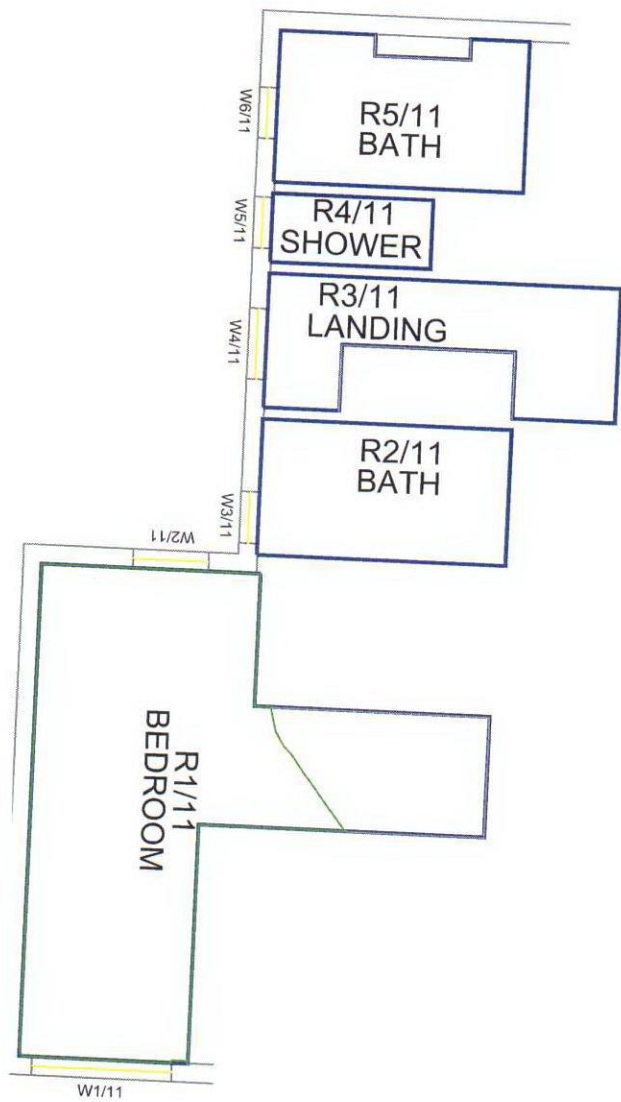 W6/11
R5/11
BATH
W5/11
R4/11
SHOWER
R3/11
LANDING
W4/11
R2/11
BATH
W3/11
W2/11
R1/11
BEDROOM
W1/11